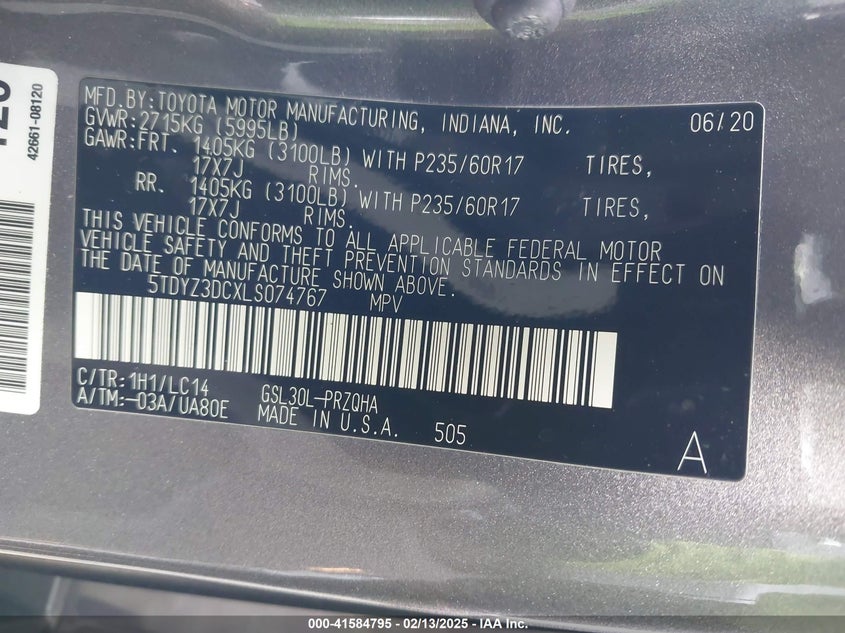 MFD.BY:TOYOTA MOTOR MANUFACTURING, INDIANA, INC. 06/20
GVWR:2715KG (5995LB)
GAWR:FRT. 1405KG (3100LB) WITH P235/60R17 TIRES,
17X7J RIMS.
RR. 1405KG (3100LB) WITH P235/60R17 TIRES,
17X7J RIMS.
THIS VEHICLE CONFORMS TO ALL APPLICABLE FEDERAL MOTOR
VEHICLE SAFETY AND THEFT PREVENTION STANDARDS IN EFFECT ON
THE DATE OF MANUFACTURE SHOWN ABOVE.
5TDYZ3DCXLS074767 MPV
C/TR:1H1/LC14
A/TM:-03A/UA80E
GSL30L-PRZQHA
MADE IN U.S.A. 505
A
42661-08120
000-41584795 — 02/13/2025 — IAA Inc.